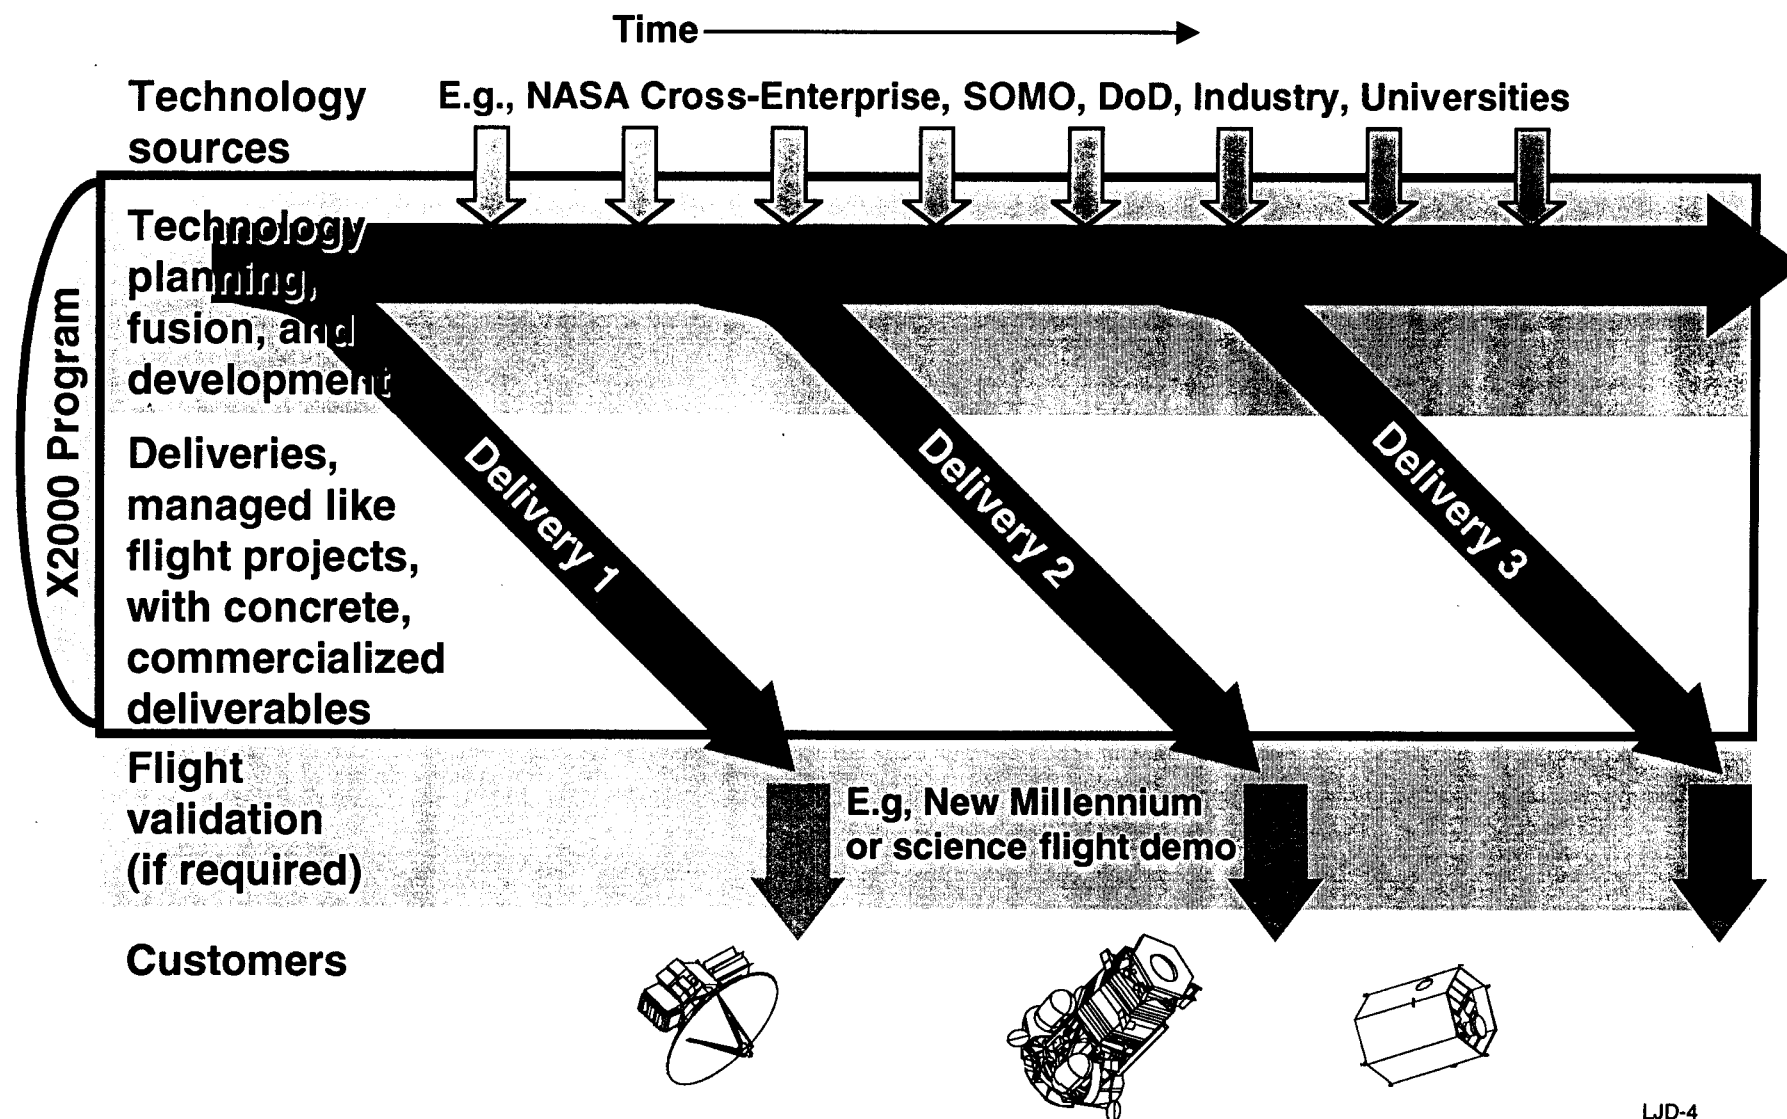 Time
Technology
sources
E.g., NASA Cross-Enterprise, SOMO, DoD, Industry, Universities
X2000 Program
Technology
planning,
fusion, and
development
Deliveries,
managed like
flight projects,
with concrete,
commercialized
deliverables
Delivery 1
Delivery 2
Delivery 3
Flight
validation
(if required)
E.g, New Millennium
or science flight demo
Customers
LJD-4